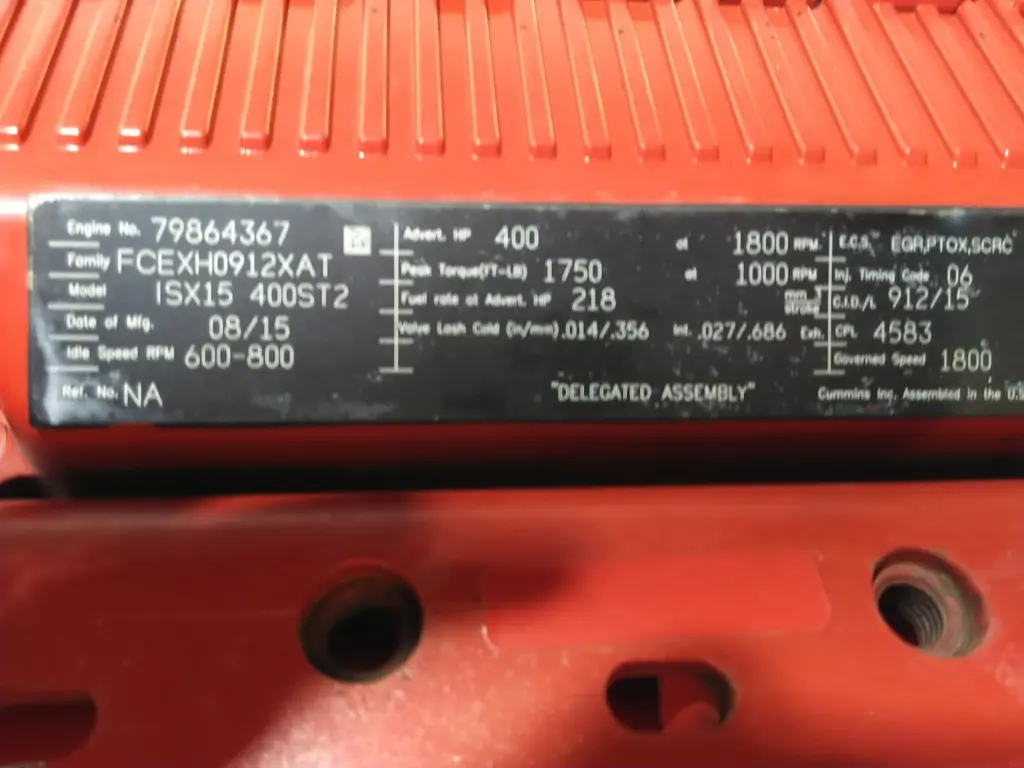 Engine No. 79864367
Family FCEXH0912XAT
Model ISX15 400ST2
Date of Mfg. 08/15
Idle Speed RPM 600-800
Ref. No. NA
Advert. HP 400 at 1800 RPM
Peak Torque(FT-LB) 1750 at 1000 RPM
Fuel rate at Advert. HP 218 mm³ stroke
Valve Lash Cold (in/mm) .014/.356 Int. .027/.686 Exh.
"DELEGATED ASSEMBLY"
E.C.S. EGR,PTOX,SCRC
Inj. Timing Code 06
C.I.D./L 912/15
CPL 4583
Governed Speed 1800
Cummins Inc. Assembled in the U.S